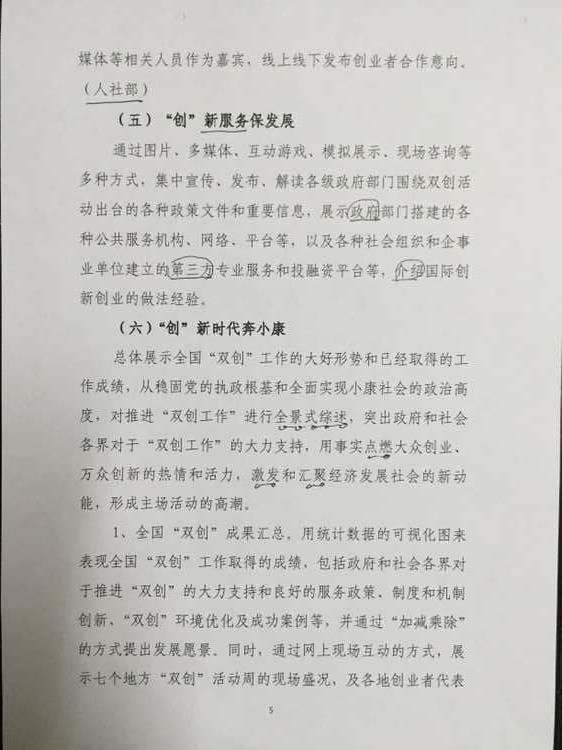 媒体等相关人员作为嘉宾，线上线下发布创业者合作意向。
（人社部）
（五）“创”新服务保发展
通过图片、多媒体、互动游戏、模拟展示、现场咨询等
多种方式，集中宣传、发布、解读各级政府部门围绕双创活
动出台的各种政策文件和重要信息，展示政府部门搭建的各
种公共服务机构、网络、平台等，以及各种社会组织和企事
业单位建立的第三方专业服务和投融资平台等，介绍国际创
新创业的做法经验。
（六）“创”新时代奔小康
总体展示全国“双创”工作的大好形势和已经取得的工
作成绩，从稳固党的执政根基和全面实现小康社会的政治高
度，对推进“双创工作”进行全景式综述，突出政府和社会
各界对于“双创工作”的大力支持，用事实点燃大众创业、
万众创新的热情和活力，激发和汇聚经济发展社会的新动
能，形成主场活动的高潮。
1、全国“双创”成果汇总。用统计数据的可视化图来
表现全国“双创”工作取得的成绩，包括政府和社会各界对
于推进“双创”的大力支持和良好的服务政策、制度和机制
创新、“双创”环境优化及成功案例等，并通过“加减乘除”
的方式提出发展愿景。同时，通过网上现场互动的方式，展
示七个地方“双创”活动周的现场盛况，及各地创业者代表
5